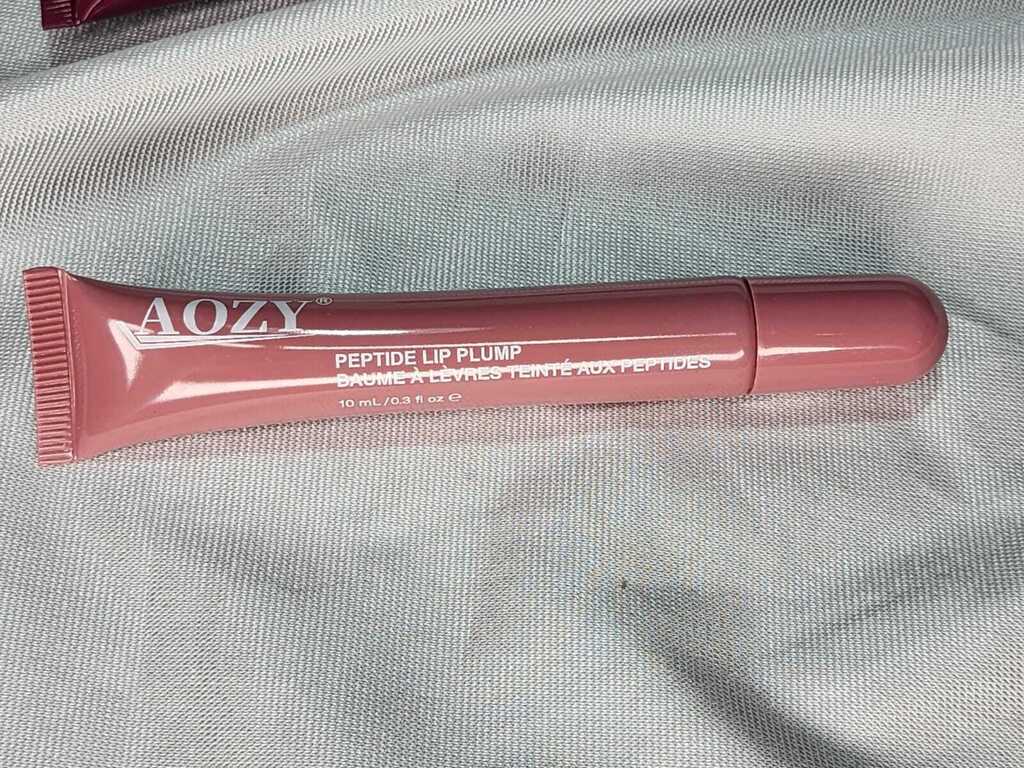 AOZY®
PEPTIDE LIP PLUMP
BAUME À LÈVRES TEINTÉ AUX PEPTIDES
10 mL/0.3 fl oz ℮